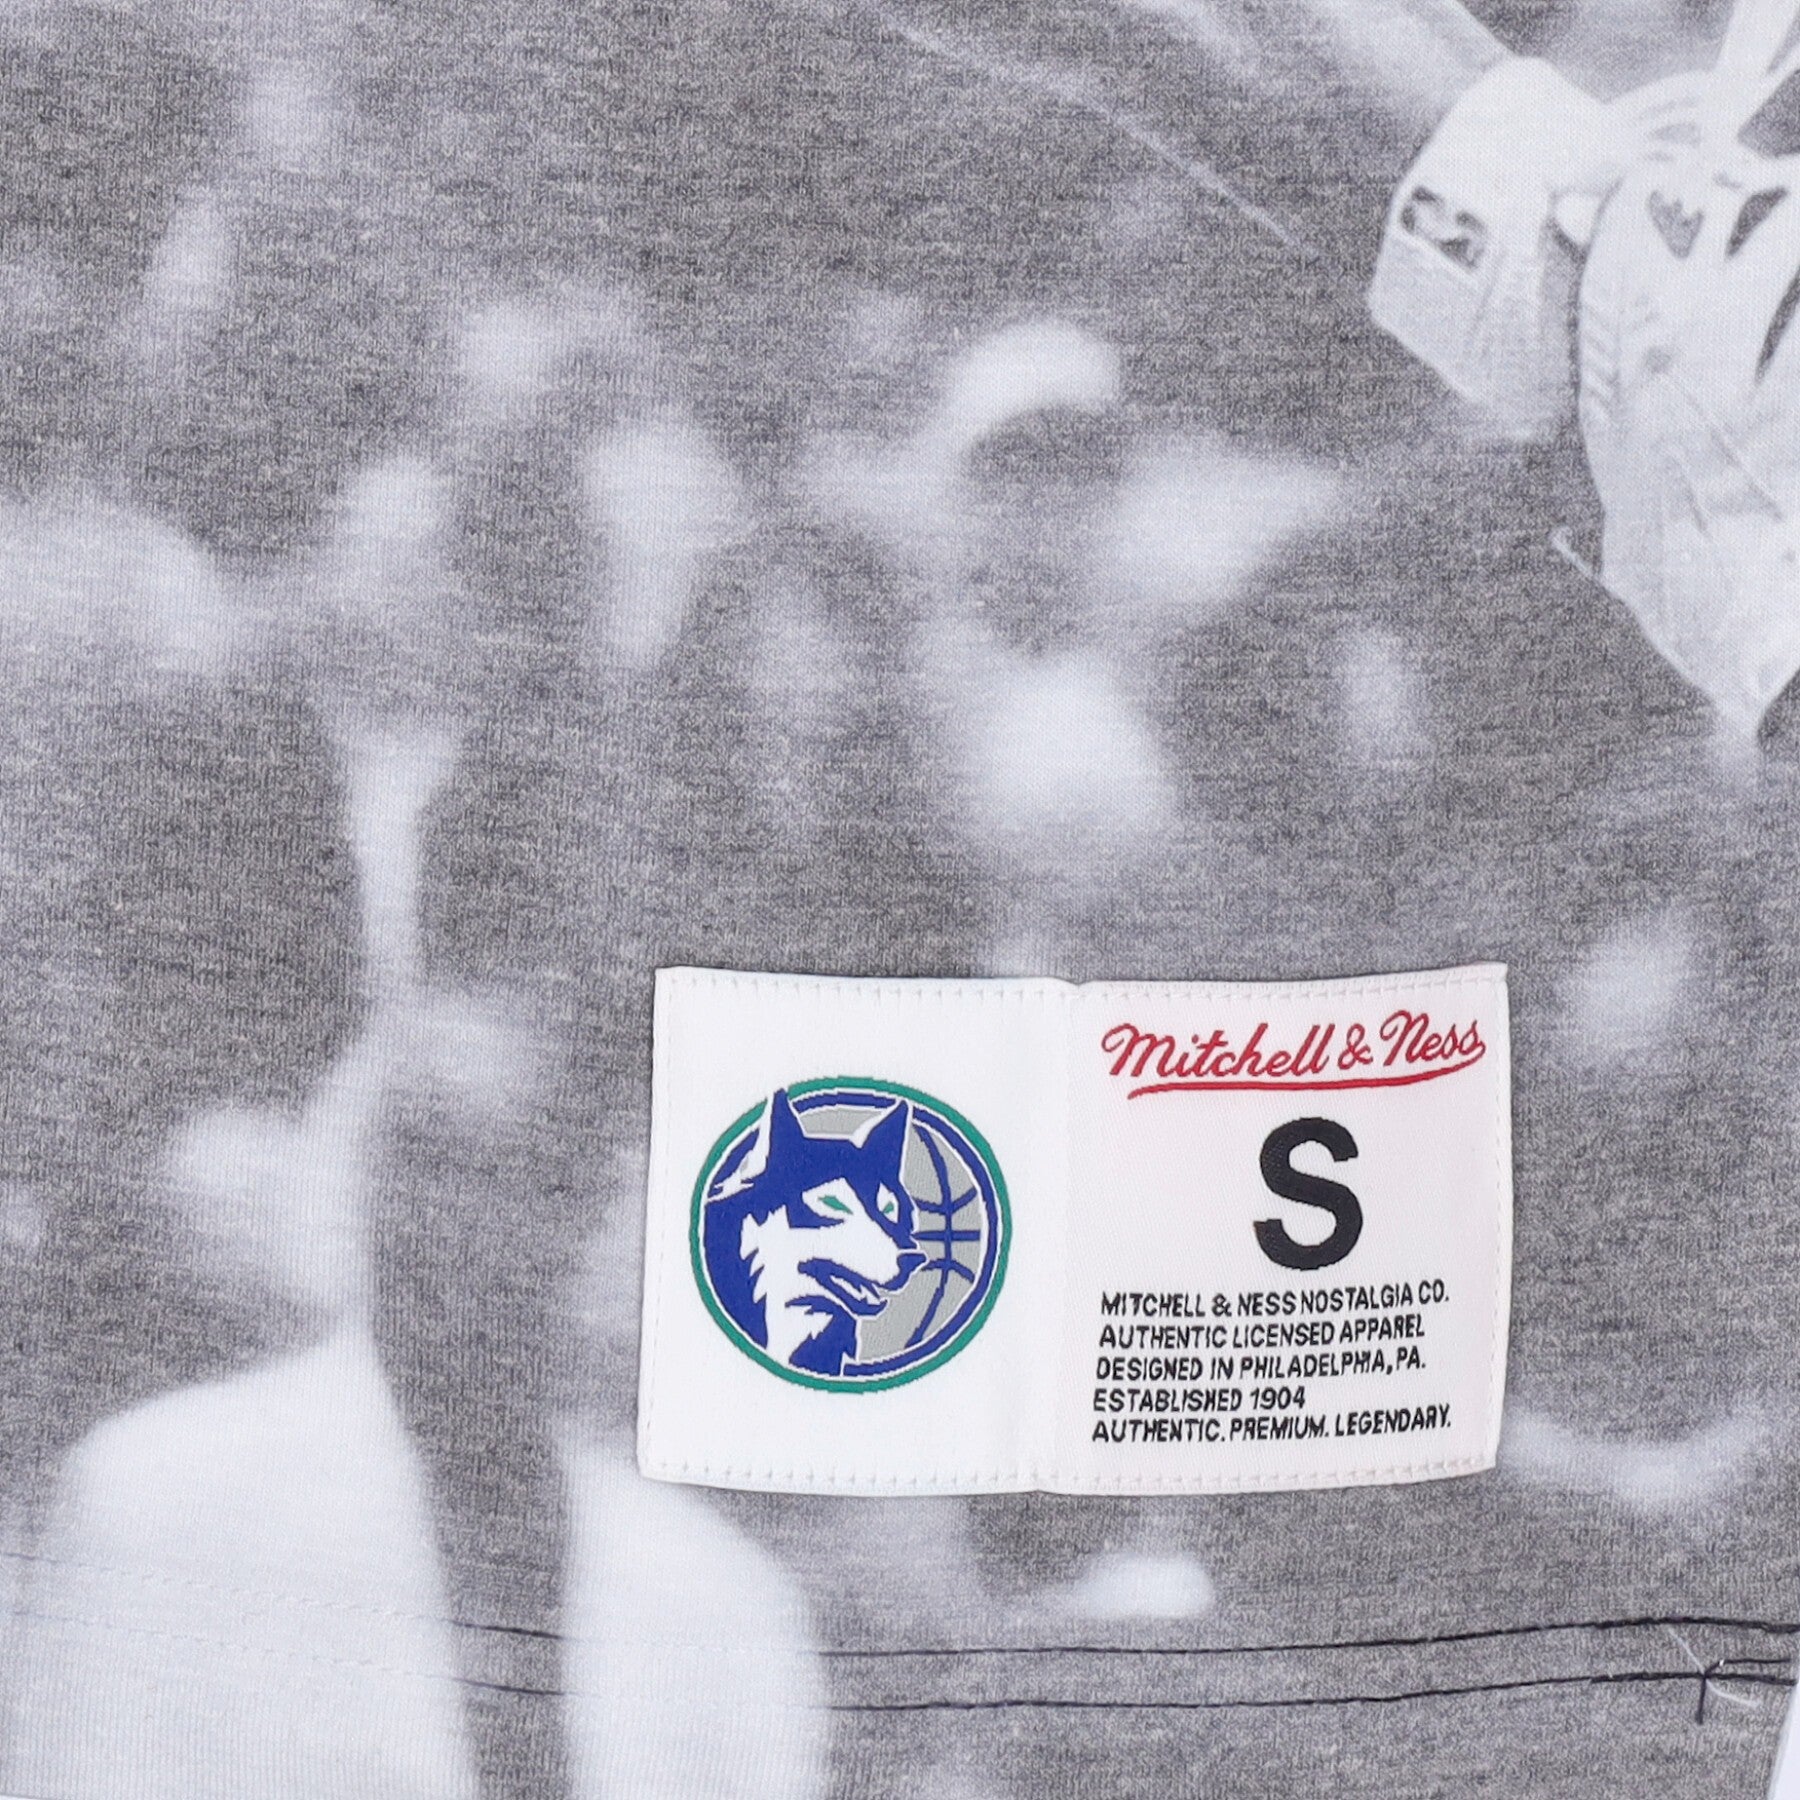 Mitchell & Ness
S
MITCHELL & NESS NOSTALGIA CO.
AUTHENTIC LICENSED APPAREL
DESIGNED IN PHILADELPHIA, PA.
ESTABLISHED 1904
AUTHENTIC. PREMIUM. LEGENDARY.